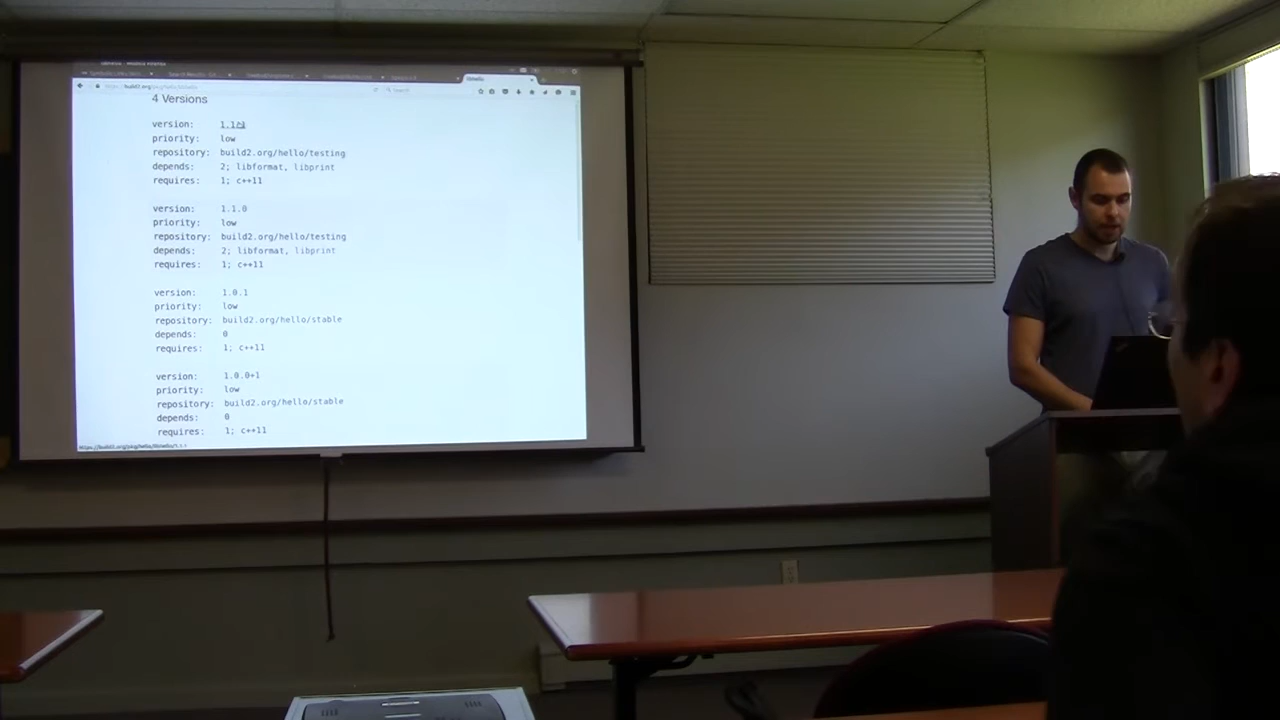 4 Versions
version: 1.1.1
priority: low
repository: build2.org/hello/testing
depends: 2; libformat, libprint
requires: 1; c++11
version: 1.1.0
priority: low
repository: build2.org/hello/testing
depends: 2; libformat, libprint
requires: 1; c++11
version: 1.0.1
priority: low
repository: build2.org/hello/stable
depends: 0
requires: 1; c++11
version: 1.0.0+1
priority: low
repository: build2.org/hello/stable
depends: 0
requires: 1; c++11